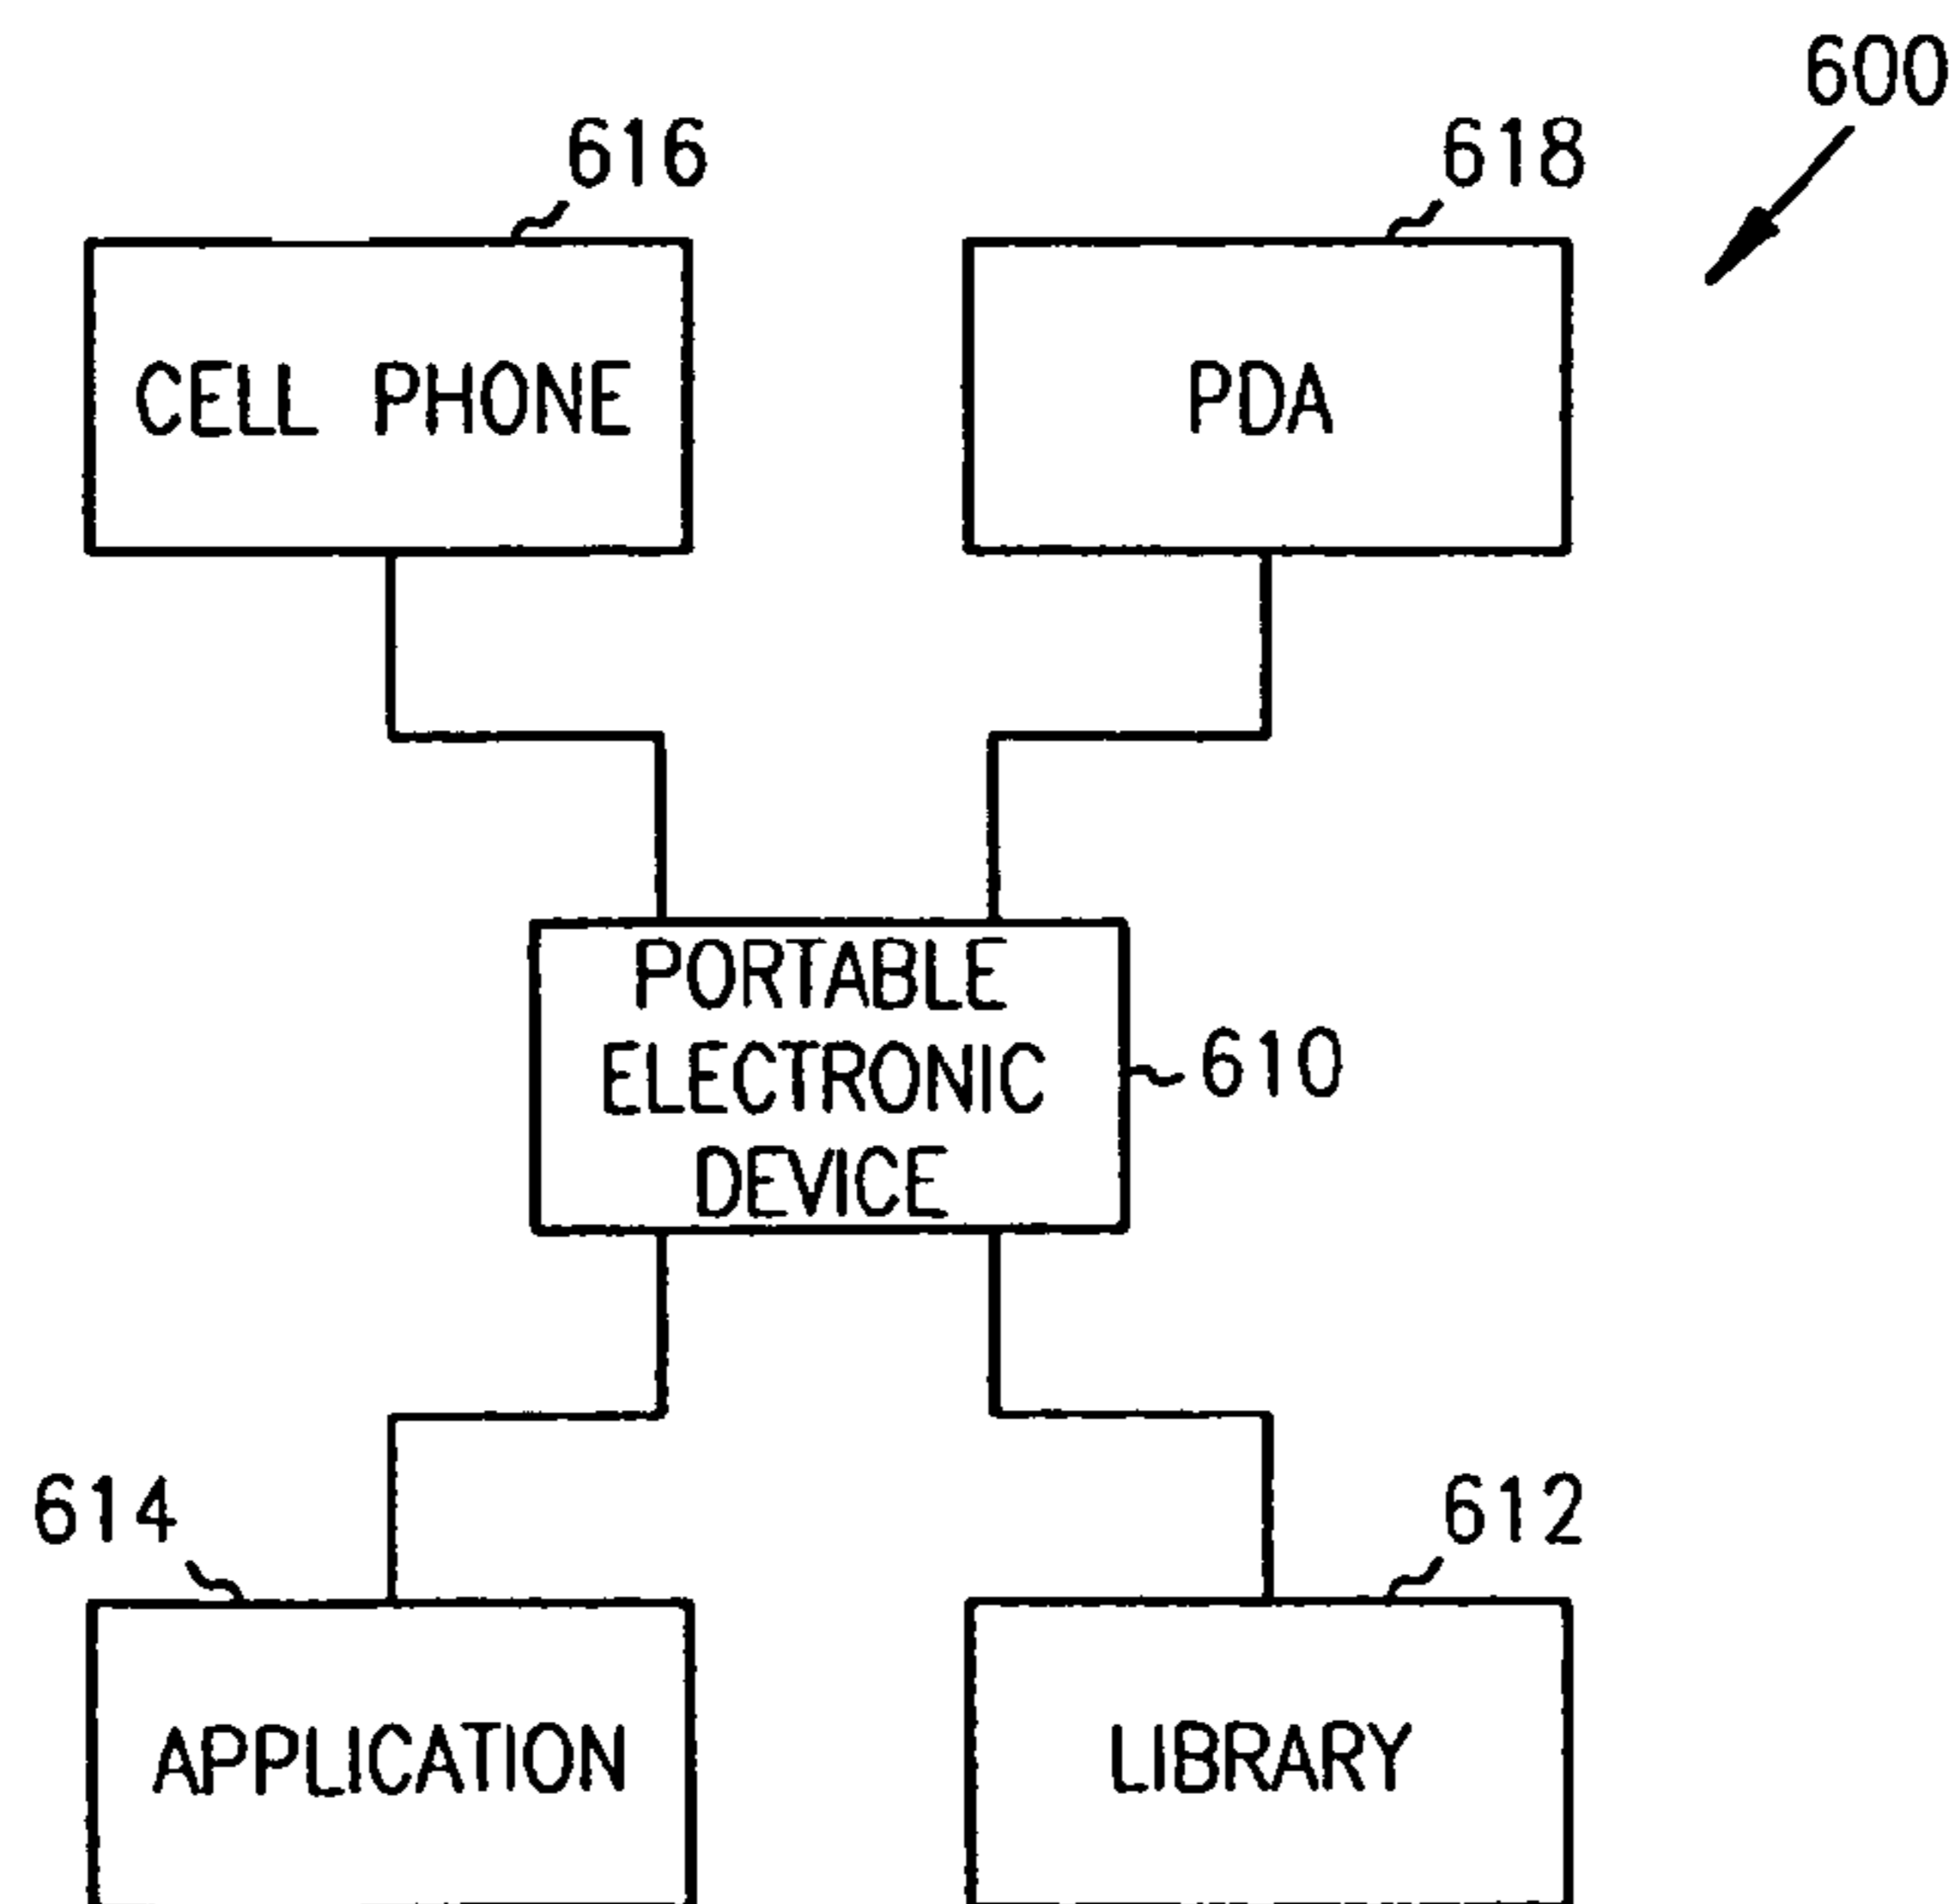 600
616
618
CELL PHONE
PDA
PORTABLE
ELECTRONIC
DEVICE
610
614
612
APPLICATION
LIBRARY